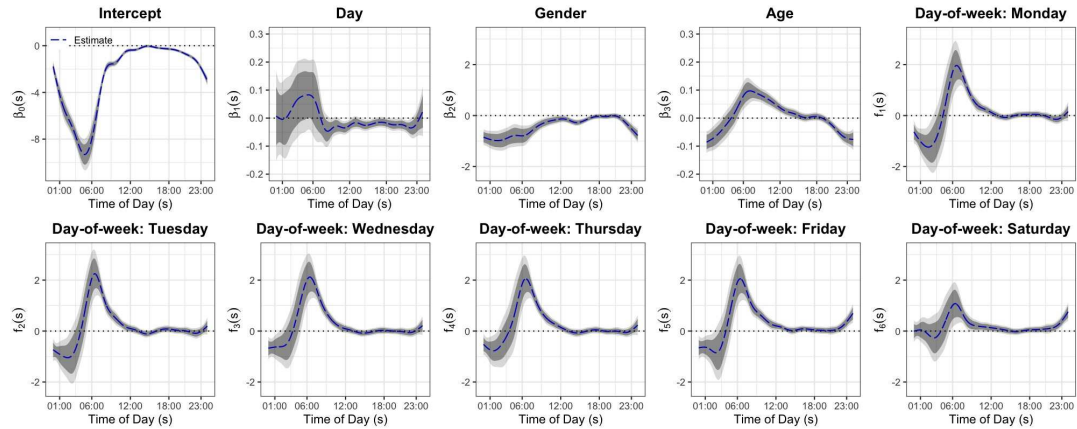 Intercept
Day
Gender
Age
Day-of-week: Monday
β₀(s)
0
-4
-8
Estimate
01:00 06:00 12:00 18:00 23:00
Time of Day (s)
β₁(s)
0.3
0.2
0.1
0.0
-0.1
-0.2
01:00 06:00 12:00 18:00 23:00
Time of Day (s)
β₂(s)
2
0
-2
01:00 06:00 12:00 18:00 23:00
Time of Day (s)
β₃(s)
0.3
0.2
0.1
0.0
-0.1
-0.2
01:00 06:00 12:00 18:00 23:00
Time of Day (s)
f₁(s)
2
0
-2
01:00 06:00 12:00 18:00 23:00
Time of Day (s)
Day-of-week: Tuesday
Day-of-week: Wednesday
Day-of-week: Thursday
Day-of-week: Friday
Day-of-week: Saturday
f₂(s)
2
0
-2
01:00 06:00 12:00 18:00 23:00
Time of Day (s)
f₃(s)
2
0
-2
01:00 06:00 12:00 18:00 23:00
Time of Day (s)
f₄(s)
2
0
-2
01:00 06:00 12:00 18:00 23:00
Time of Day (s)
f₅(s)
2
0
-2
01:00 06:00 12:00 18:00 23:00
Time of Day (s)
f₆(s)
2
0
-2
01:00 06:00 12:00 18:00 23:00
Time of Day (s)